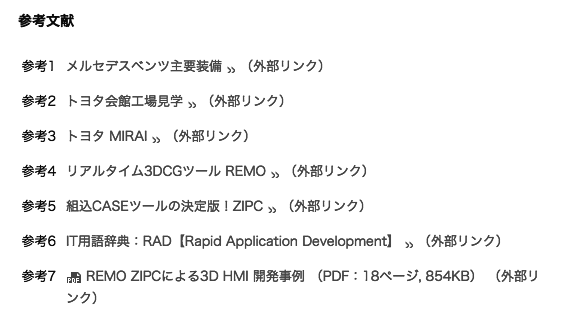 参考文献
参考1 メルセデスベンツ主要装備 »（外部リンク）
参考2 トヨタ会館工場見学 »（外部リンク）
参考3 トヨタ MIRAI »（外部リンク）
参考4 リアルタイム3DCGツール REMO »（外部リンク）
参考5 組込CASEツールの決定版！ZIPC »（外部リンク）
参考6 IT用語辞典：RAD【Rapid Application Development】 »（外部リンク）
参考7 REMO ZIPCによる3D HMI 開発事例 （PDF：18ページ, 854KB） （外部リ
ンク）